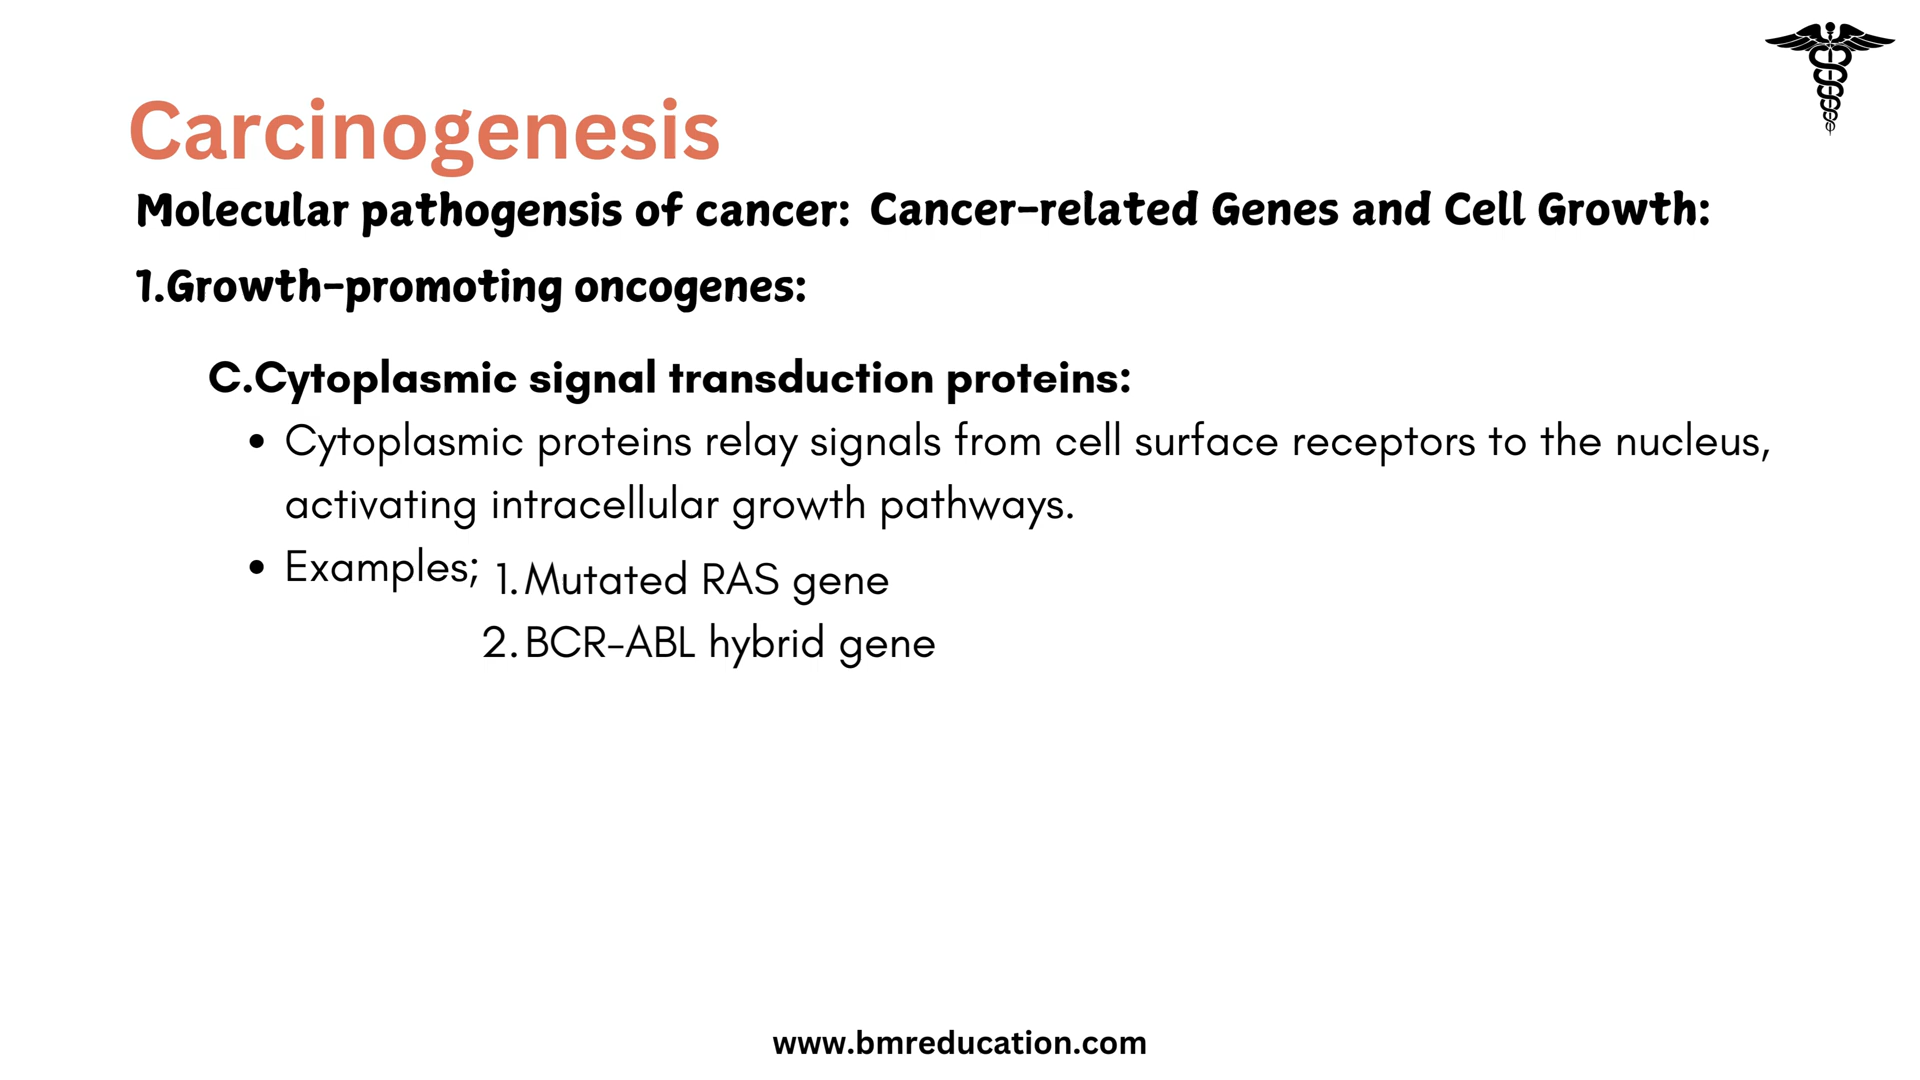 Carcinogenesis
Molecular pathogensis of cancer: Cancer-related Genes and Cell Growth:
1.Growth-promoting oncogenes:
C.Cytoplasmic signal transduction proteins:
• Cytoplasmic proteins relay signals from cell surface receptors to the nucleus,
activating intracellular growth pathways.
• Examples; 1. Mutated RAS gene
2. BCR-ABL hybrid gene
www.bmreducation.com